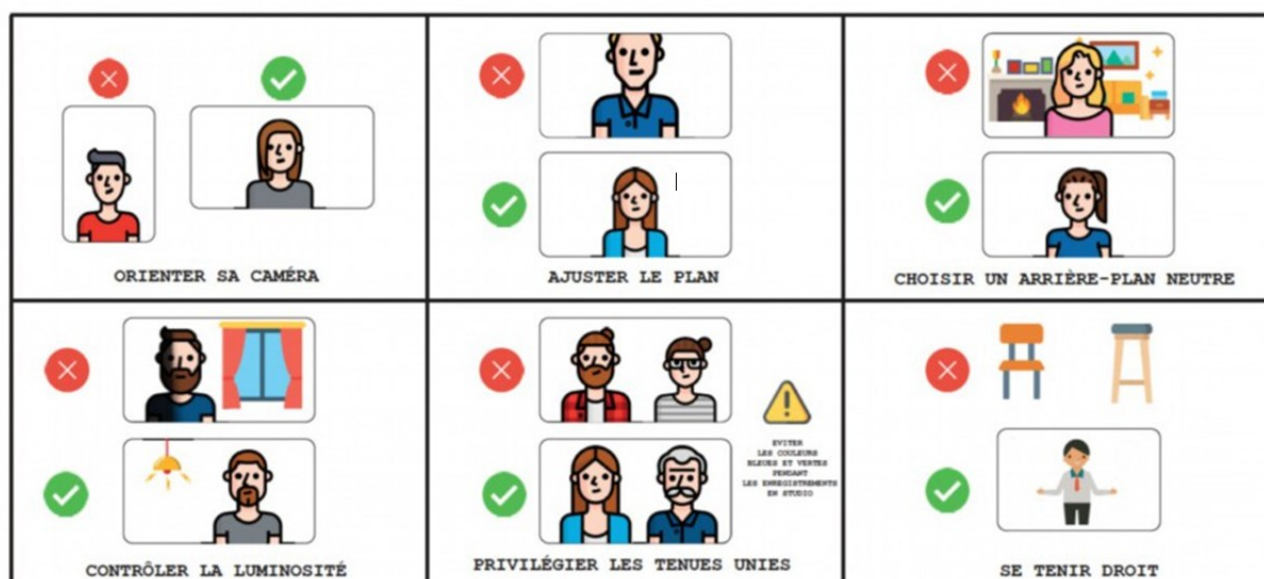 ORIENTER SA CAMÉRA
AJUSTER LE PLAN
CHOISIR UN ARRIÈRE-PLAN NEUTRE
CONTRÔLER LA LUMINOSITÉ
PRIVILÉGIER LES TENUES UNIES
EVITER
LES COULEURS
BLEUES ET VERTES
PENDANT
LES ENREGISTREMENTS
EN STUDIO
SE TENIR DROIT